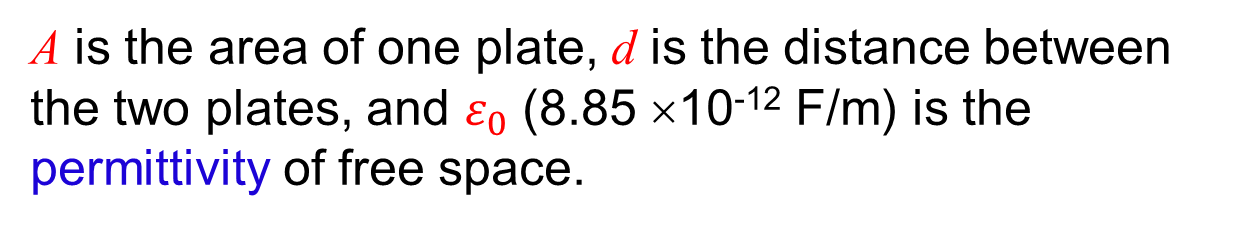 A is the area of one plate, d is the distance between
the two plates, and ε₀ (8.85 ×10⁻¹² F/m) is the
permittivity of free space.